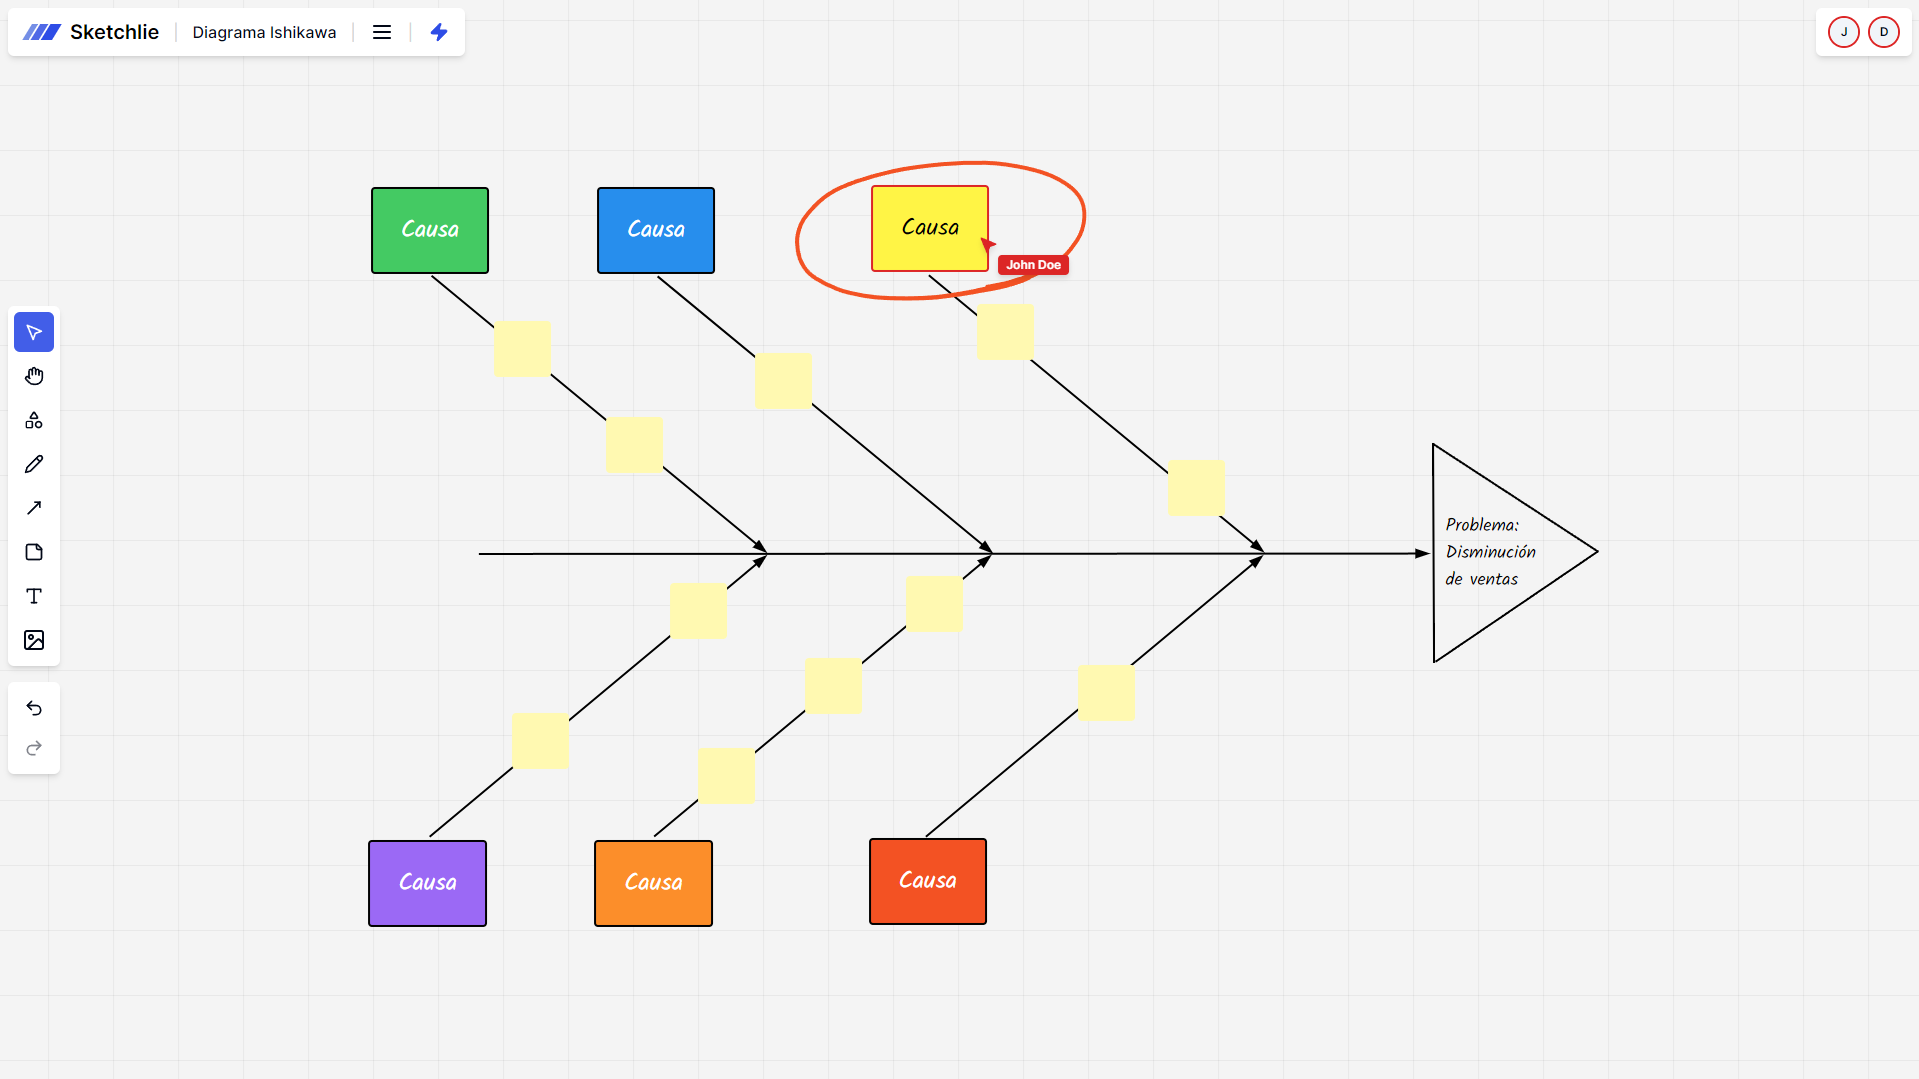 Sketchlie
Diagrama Ishikawa
J
D
Causa
Causa
Causa
John Doe
Problema:
Disminución
de ventas
Causa
Causa
Causa